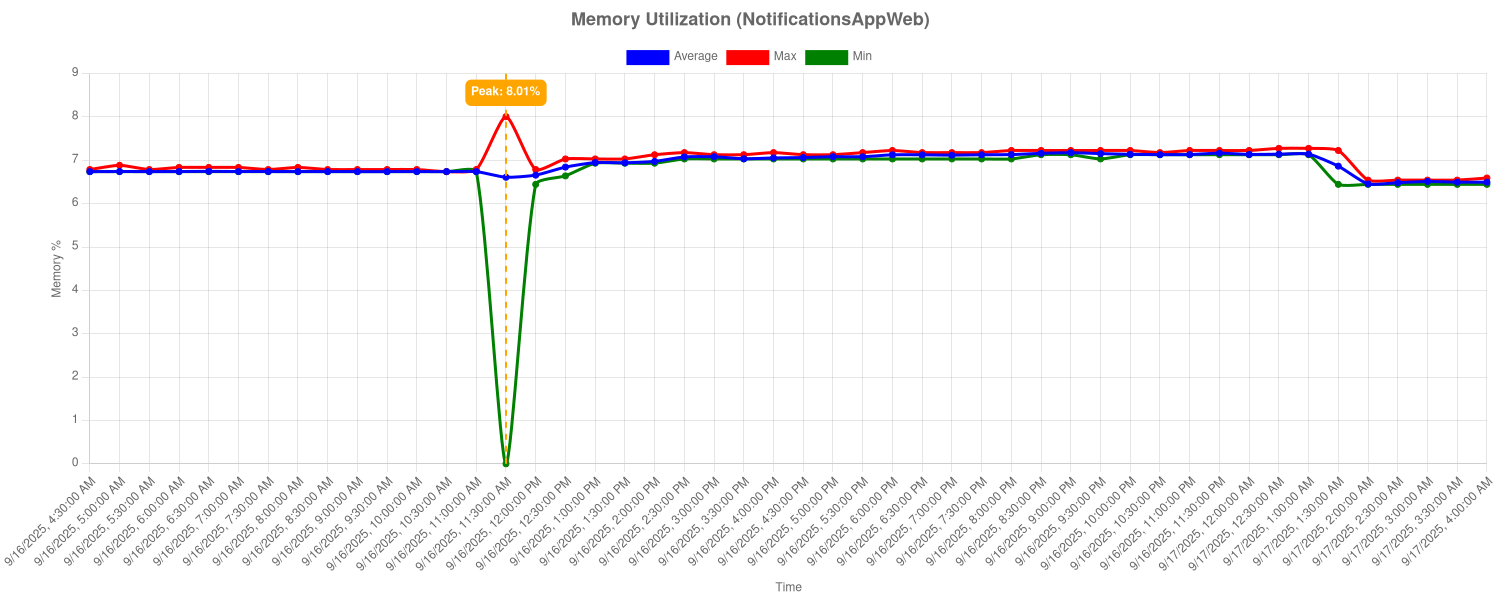 Memory Utilization (NotificationsAppWeb)
Average Max Min
Peak: 8.01%
9
8
7
6
5
4
3
2
1
0
Memory %
9/16/2025, 4:30:00 AM
9/16/2025, 5:00:00 AM
9/16/2025, 5:30:00 AM
9/16/2025, 6:00:00 AM
9/16/2025, 6:30:00 AM
9/16/2025, 7:00:00 AM
9/16/2025, 7:30:00 AM
9/16/2025, 8:00:00 AM
9/16/2025, 8:30:00 AM
9/16/2025, 9:00:00 AM
9/16/2025, 9:30:00 AM
9/16/2025, 10:00:00 AM
9/16/2025, 10:30:00 AM
9/16/2025, 11:00:00 AM
9/16/2025, 11:30:00 AM
9/16/2025, 12:00:00 PM
9/16/2025, 12:30:00 PM
9/16/2025, 1:00:00 PM
9/16/2025, 1:30:00 PM
9/16/2025, 2:00:00 PM
9/16/2025, 2:30:00 PM
9/16/2025, 3:00:00 PM
9/16/2025, 3:30:00 PM
9/16/2025, 4:00:00 PM
9/16/2025, 4:30:00 PM
9/16/2025, 5:00:00 PM
9/16/2025, 5:30:00 PM
9/16/2025, 6:00:00 PM
9/16/2025, 6:30:00 PM
9/16/2025, 7:00:00 PM
9/16/2025, 7:30:00 PM
9/16/2025, 8:00:00 PM
9/16/2025, 8:30:00 PM
9/16/2025, 9:00:00 PM
9/16/2025, 9:30:00 PM
9/16/2025, 10:00:00 PM
9/16/2025, 10:30:00 PM
9/16/2025, 11:00:00 PM
9/16/2025, 11:30:00 PM
9/17/2025, 12:00:00 AM
9/17/2025, 12:30:00 AM
9/17/2025, 1:00:00 AM
9/17/2025, 1:30:00 AM
9/17/2025, 2:00:00 AM
9/17/2025, 2:30:00 AM
9/17/2025, 3:00:00 AM
9/17/2025, 3:30:00 AM
9/17/2025, 4:00:00 AM
Time